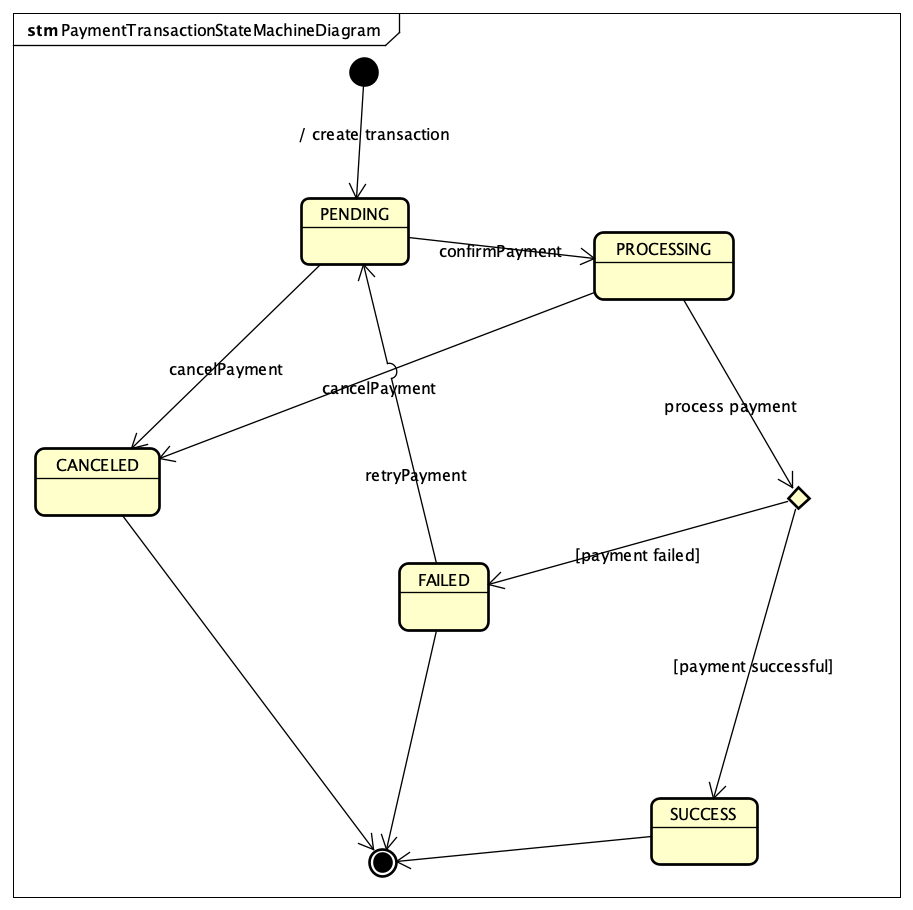 stm PaymentTransactionStateMachineDiagram
/ create transaction
PENDING
PROCESSING
confirmPayment
cancelPayment
cancelPayment
process payment
CANCELED
retryPayment
[payment failed]
FAILED
[payment successful]
SUCCESS